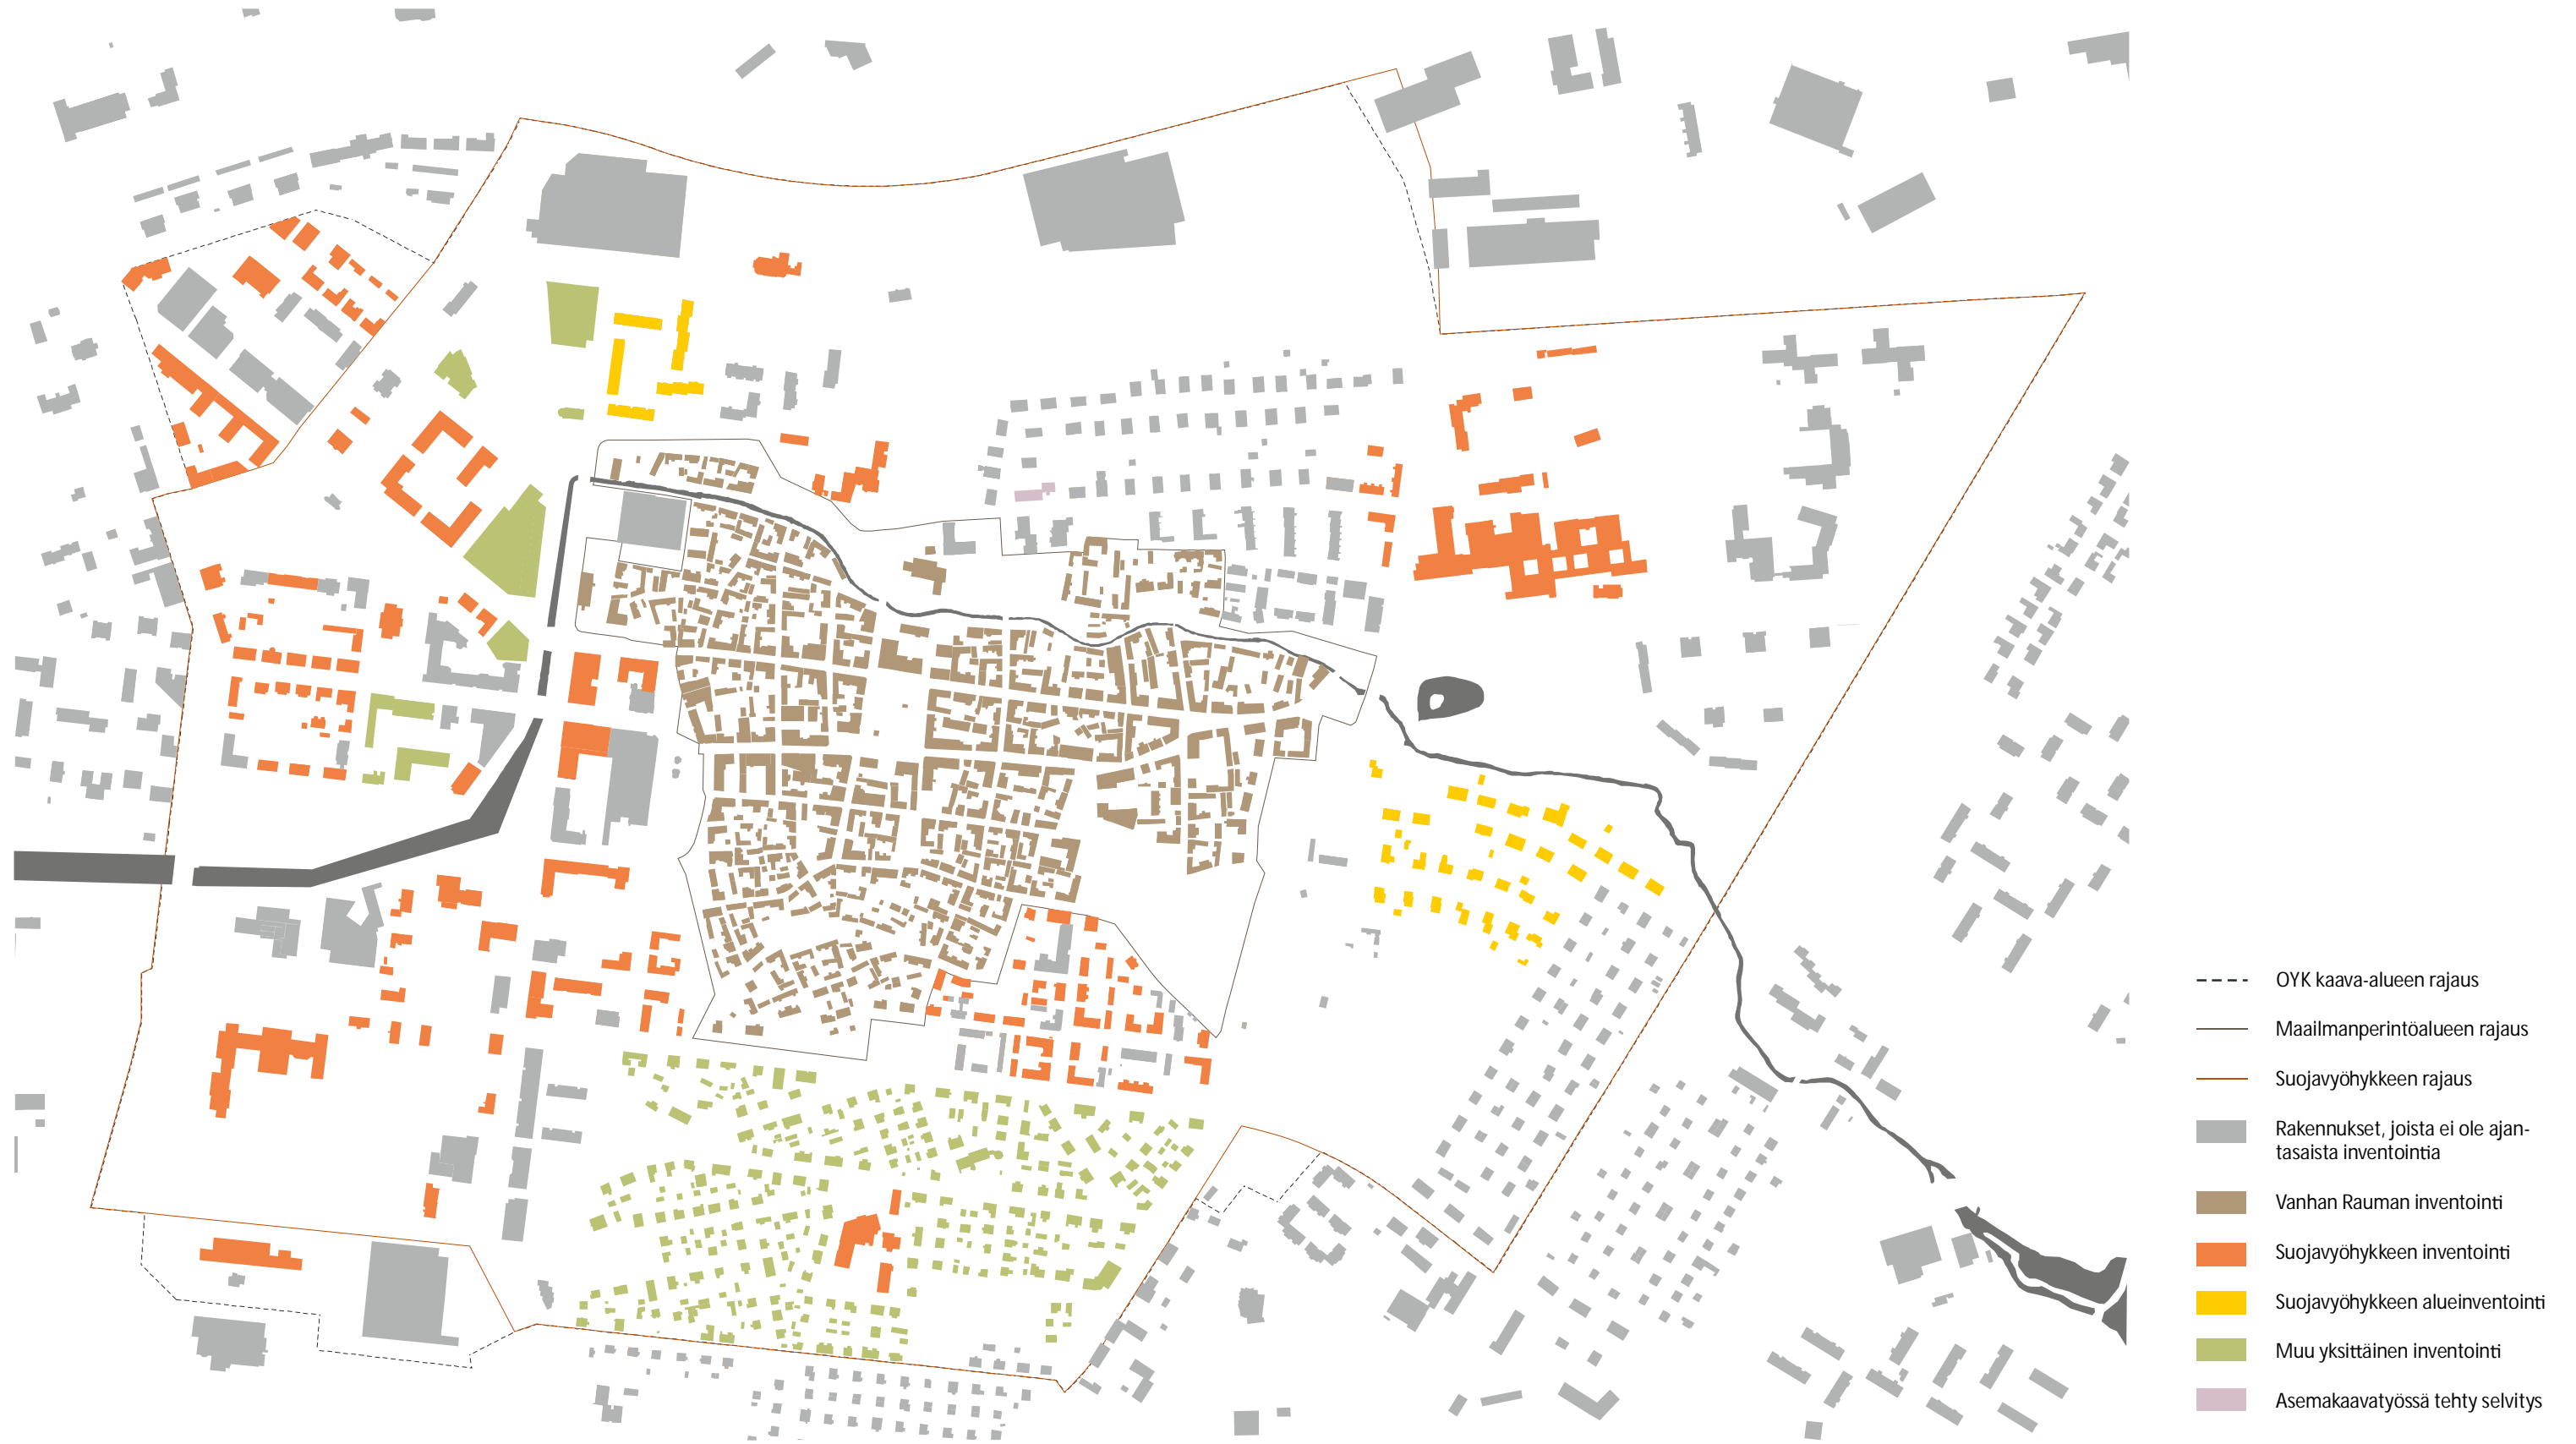 OYK kaava-alueen rajaus
Maailmanperintöalueen rajaus
Suojavyöhykkeen rajaus
Rakennukset, joista ei ole ajan-
tasaista inventointia
Vanhan Rauman inventointi
Suojavyöhykkeen inventointi
Suojavyöhykkeen alueinventointi
Muu yksittäinen inventointi
Asemakaavatyössä tehty selvitys